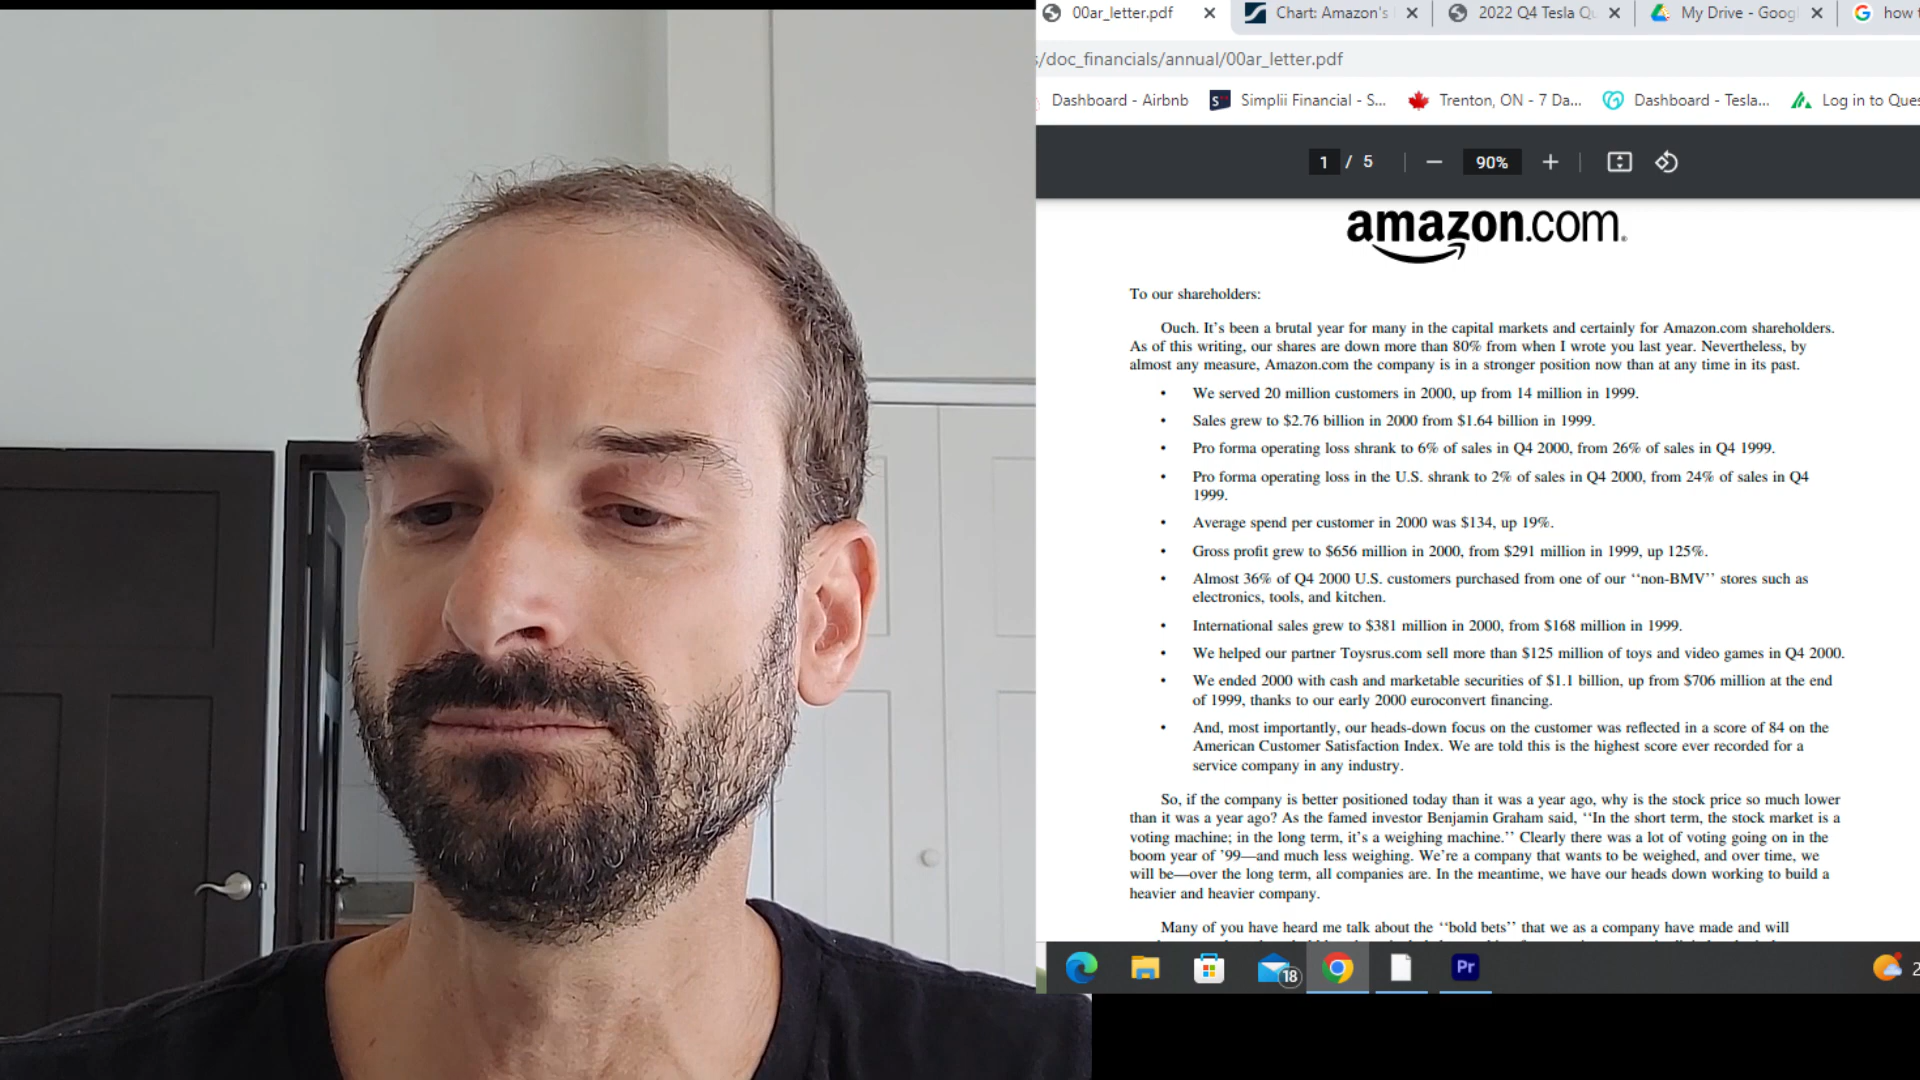 00ar_letter.pdf
Chart: Amazon's
2022 Q4 Tesla Qu
My Drive - Googl
how t
/doc_financials/annual/00ar_letter.pdf
Dashboard - Airbnb
Simplii Financial - S...
Trenton, ON - 7 Da...
Dashboard - Tesla...
Log in to Ques
1 / 5
90%
amazon.com
To our shareholders:
Ouch. It’s been a brutal year for many in the capital markets and certainly for Amazon.com shareholders.
As of this writing, our shares are down more than 80% from when I wrote you last year. Nevertheless, by
almost any measure, Amazon.com the company is in a stronger position now than at any time in its past.
• We served 20 million customers in 2000, up from 14 million in 1999.
• Sales grew to $2.76 billion in 2000 from $1.64 billion in 1999.
• Pro forma operating loss shrank to 6% of sales in Q4 2000, from 26% of sales in Q4 1999.
• Pro forma operating loss in the U.S. shrank to 2% of sales in Q4 2000, from 24% of sales in Q4
1999.
• Average spend per customer in 2000 was $134, up 19%.
• Gross profit grew to $656 million in 2000, from $291 million in 1999, up 125%.
• Almost 36% of Q4 2000 U.S. customers purchased from one of our ‘‘non-BMV’’ stores such as
electronics, tools, and kitchen.
• International sales grew to $381 million in 2000, from $168 million in 1999.
• We helped our partner Toysrus.com sell more than $125 million of toys and video games in Q4 2000.
• We ended 2000 with cash and marketable securities of $1.1 billion, up from $706 million at the end
of 1999, thanks to our early 2000 euroconvert financing.
• And, most importantly, our heads-down focus on the customer was reflected in a score of 84 on the
American Customer Satisfaction Index. We are told this is the highest score ever recorded for a
service company in any industry.
So, if the company is better positioned today than it was a year ago, why is the stock price so much lower
than it was a year ago? As the famed investor Benjamin Graham said, ‘‘In the short term, the stock market is a
voting machine; in the long term, it’s a weighing machine.’’ Clearly there was a lot of voting going on in the
boom year of ’99—and much less weighing. We’re a company that wants to be weighed, and over time, we
will be—over the long term, all companies are. In the meantime, we have our heads down working to build a
heavier and heavier company.
Many of you have heard me talk about the ‘‘bold bets’’ that we as a company have made and will
18
Pr
2